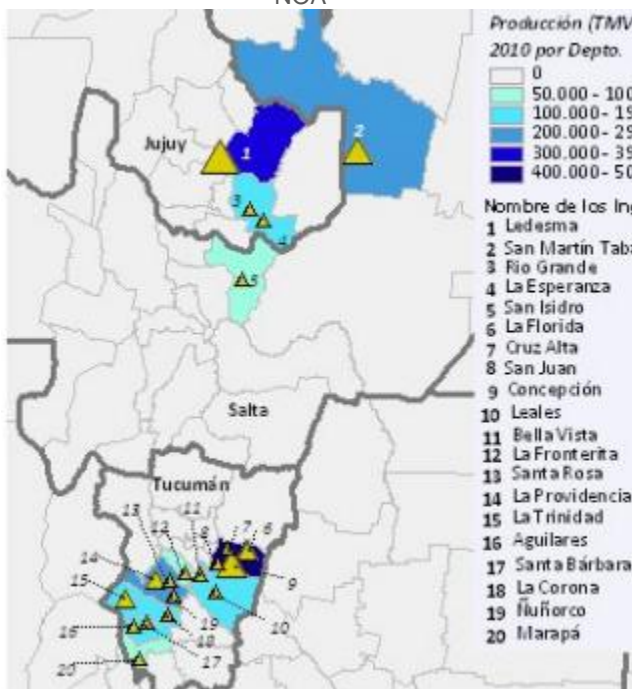 NOA
Producción (TMV
2010 por Depto.
0
50.000 - 100
100.000 - 19
200.000 - 29
300.000 - 39
400.000 - 50
Nombre de los Ing
1 Ledesma
2 San Martín Taba
3 Rio Grande
4 La Esperanza
5 San Isidro
6 La Florida
7 Cruz Alta
8 San Juan
9 Concepción
10 Leales
11 Bella Vista
12 La Fronterita
13 Santa Rosa
14 La Providencia
15 La Trinidad
16 Aguilares
17 Santa Bárbara
18 La Corona
19 Ñuñorco
20 Marapá
Jujuy
1
2
3
4
5
Salta
Tucumán
11
13
12
8
7
6
14
9
15
10
19
16
18
17
20